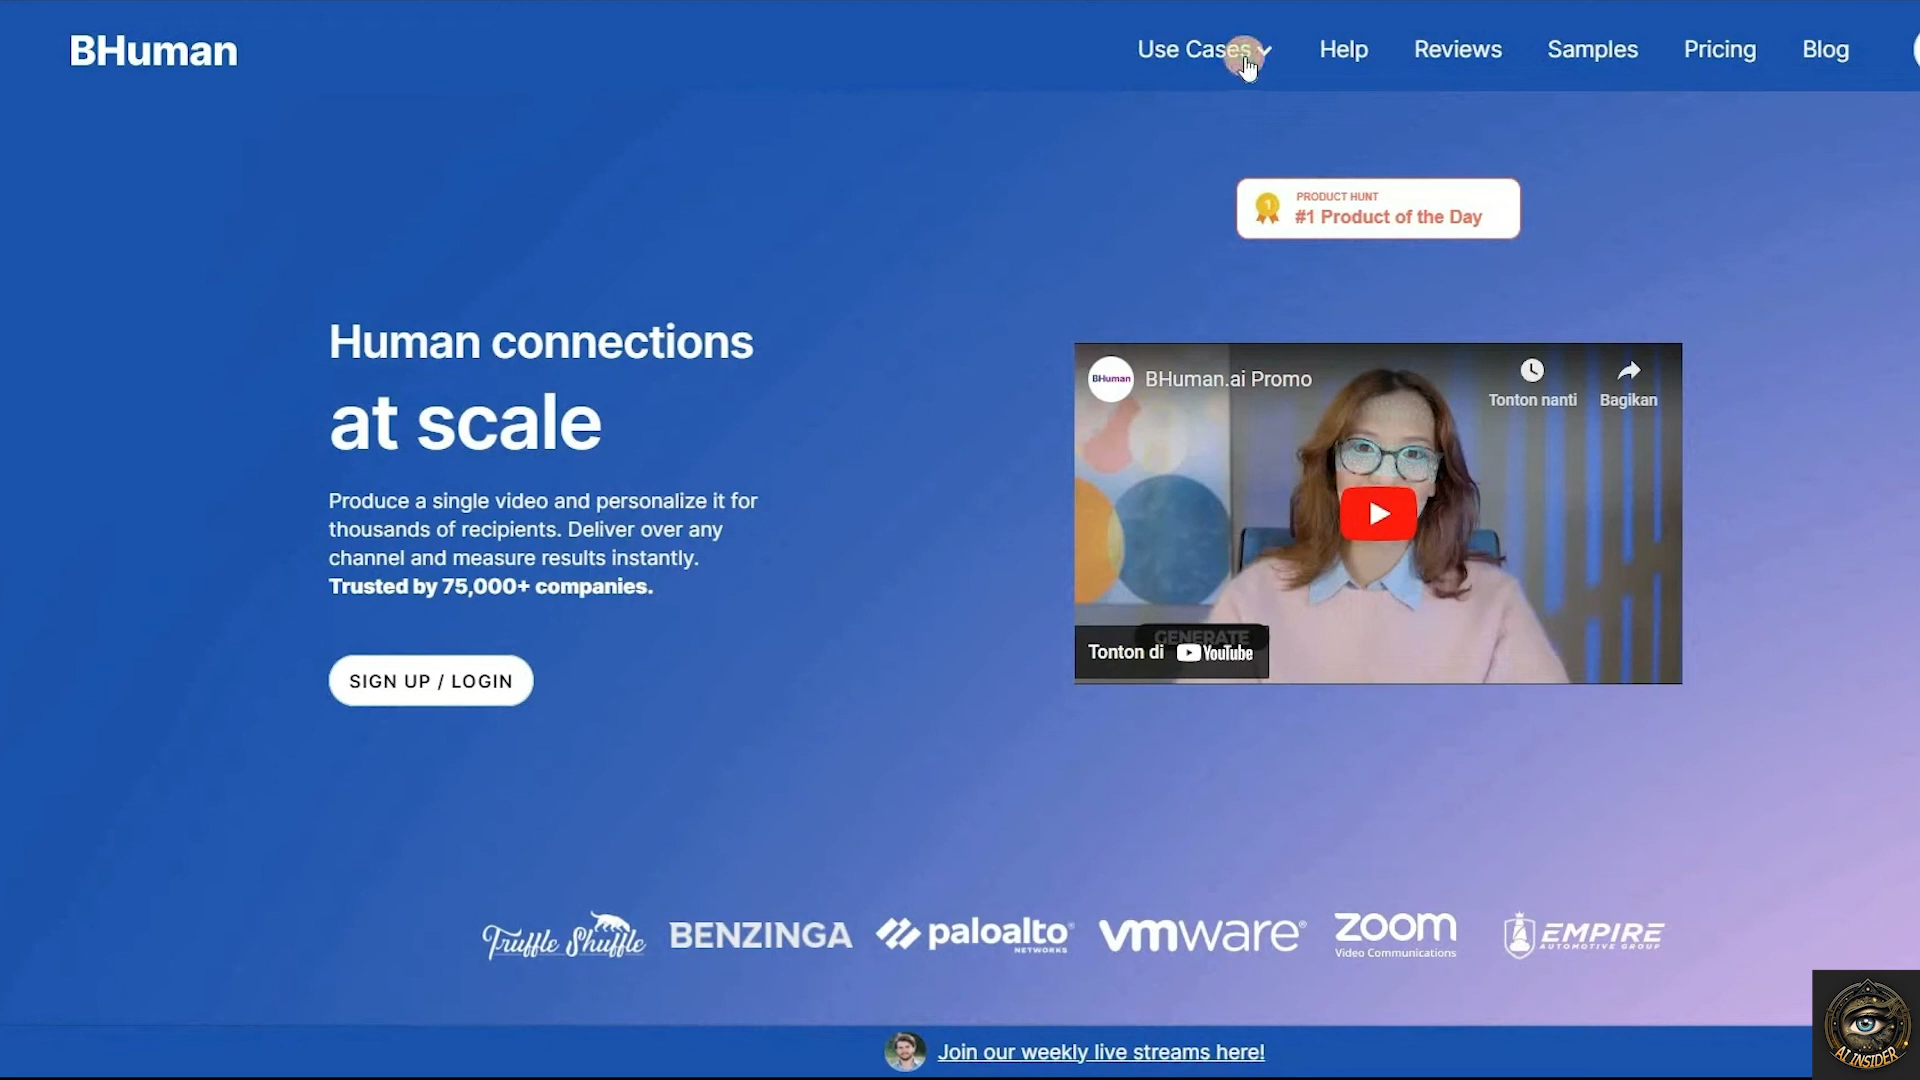 BHuman
Use Cases
Help
Reviews
Samples
Pricing
Blog
PRODUCT HUNT
1
#1 Product of the Day
Human connections
at scale
Produce a single video and personalize it for
thousands of recipients. Deliver over any
channel and measure results instantly.
Trusted by 75,000+ companies.
SIGN UP / LOGIN
BHuman
BHuman.ai Promo
Tonton nanti
Bagikan
GENERATE
Tonton di YouTube
Truffle Shuffle
BENZINGA
paloalto®
NETWORKS
vmware®
zoom
Video Communications
EMPIRE
AUTOMOTIVE GROUP
Join our weekly live streams here!
AI INSIDER